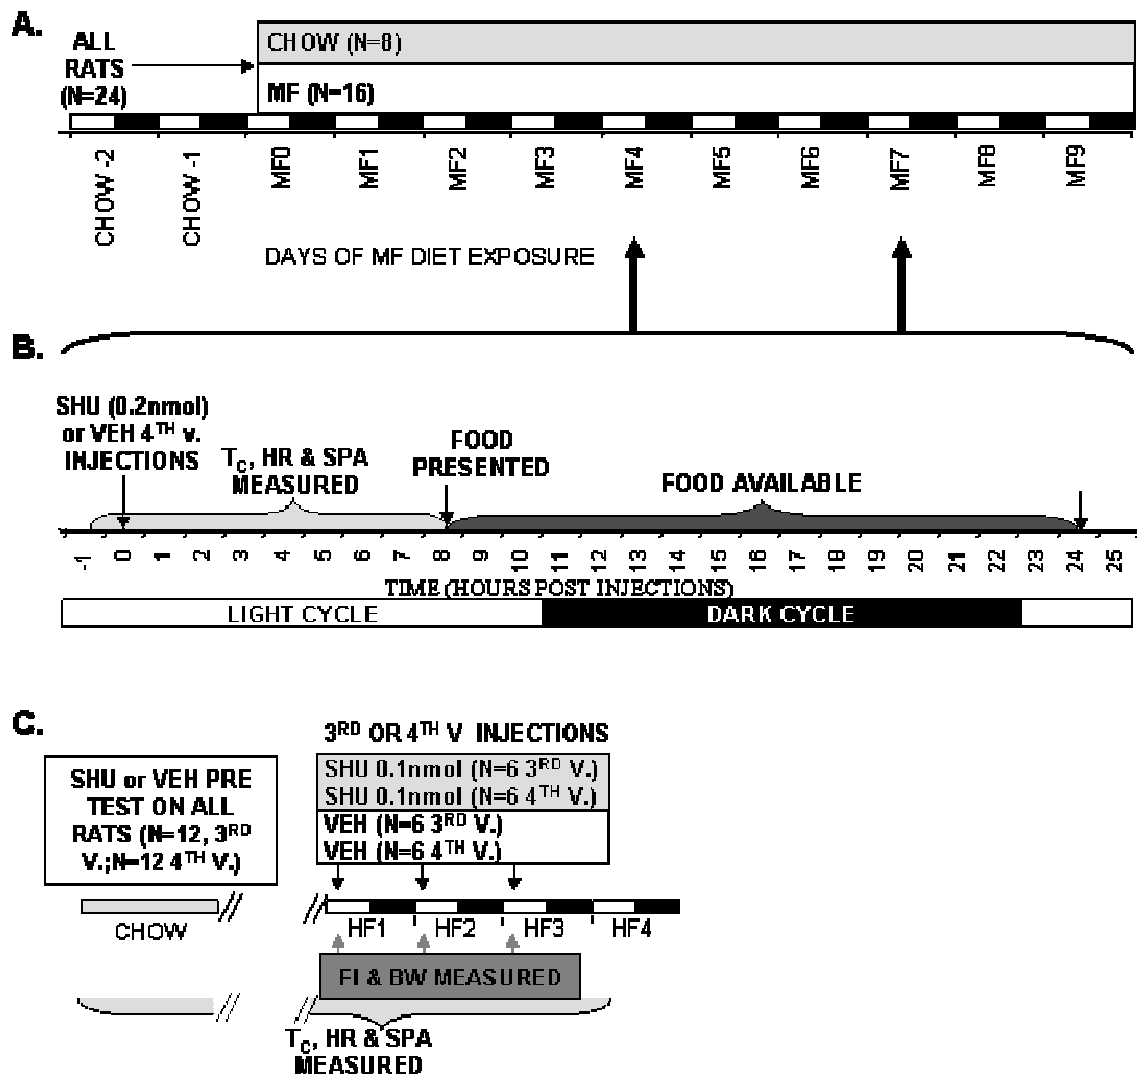 A.
ALL
RATS
(N=24)
CHOW (N=8)
MF (N=16)
CHOW -2
CHOW -1
MF0
MF1
MF2
MF3
MF4
MF5
MF6
MF7
MF8
MF9
DAYS OF MF DIET EXPOSURE
B.
SHU (0.2nmol)
or VEH 4TH v.
INJECTIONS
TC, HR & SPA
MEASURED
FOOD
PRESENTED
FOOD AVAILABLE
-1 0 1 2 3 4 5 6 7 8 9 10 11 12 13 14 15 16 17 18 19 20 21 22 23 24 25
TIME (HOURS POST INJECTIONS)
LIGHT CYCLE
DARK CYCLE
C.
SHU or VEH PRE
TEST ON ALL
RATS (N=12, 3RD
V.;N=12 4TH V.)
3RD OR 4TH V INJECTIONS
SHU 0.1nmol (N=6 3RD V.)
SHU 0.1nmol (N=6 4TH V.)
VEH (N=6 3RD V.)
VEH (N=6 4TH V.)
CHOW
HF1
HF2
HF3
HF4
FI & BW MEASURED
TC, HR & SPA
MEASURED